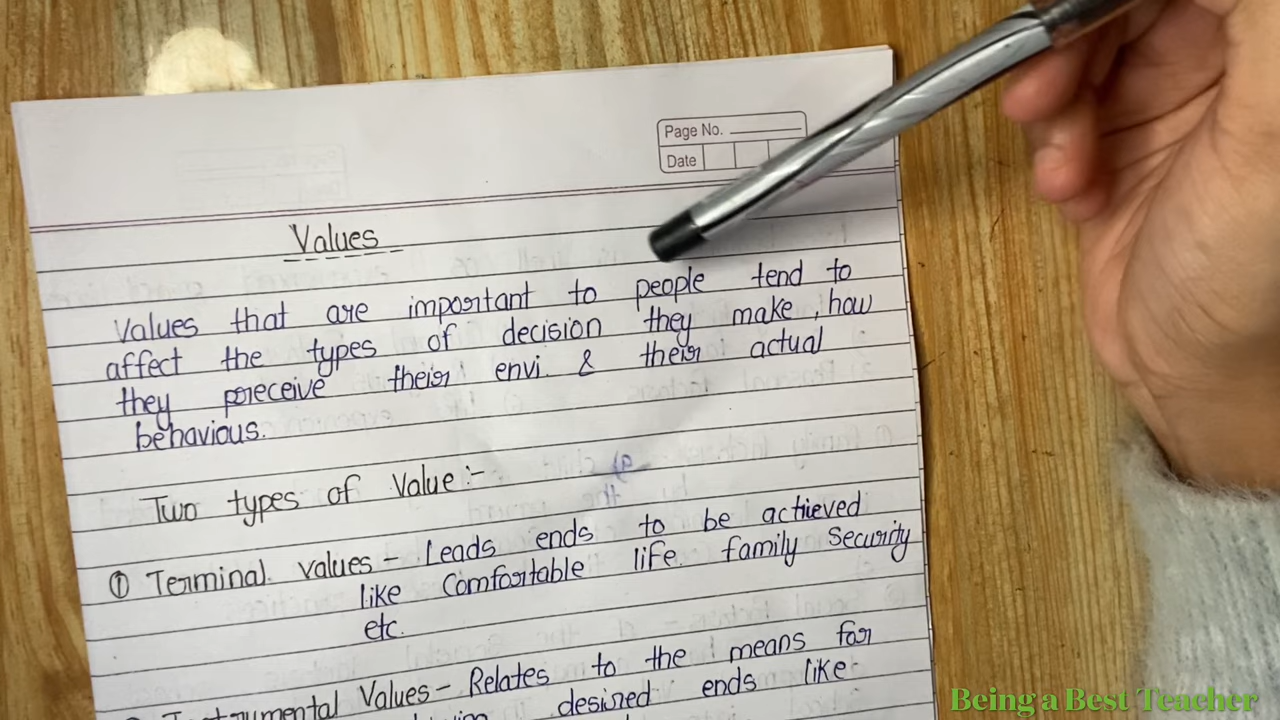 Page No.
Date
Values
Values that are important to people tend to
affect the types of decision they make, how
they perceive their envi. & their actual
behaviour.
Two types of Value :-
① Terminal values - Leads ends to be achieved
like Comfortable life. family Security
etc.
Instrumental Values - Relates to the means for
desired ends like
Being a Best Teacher